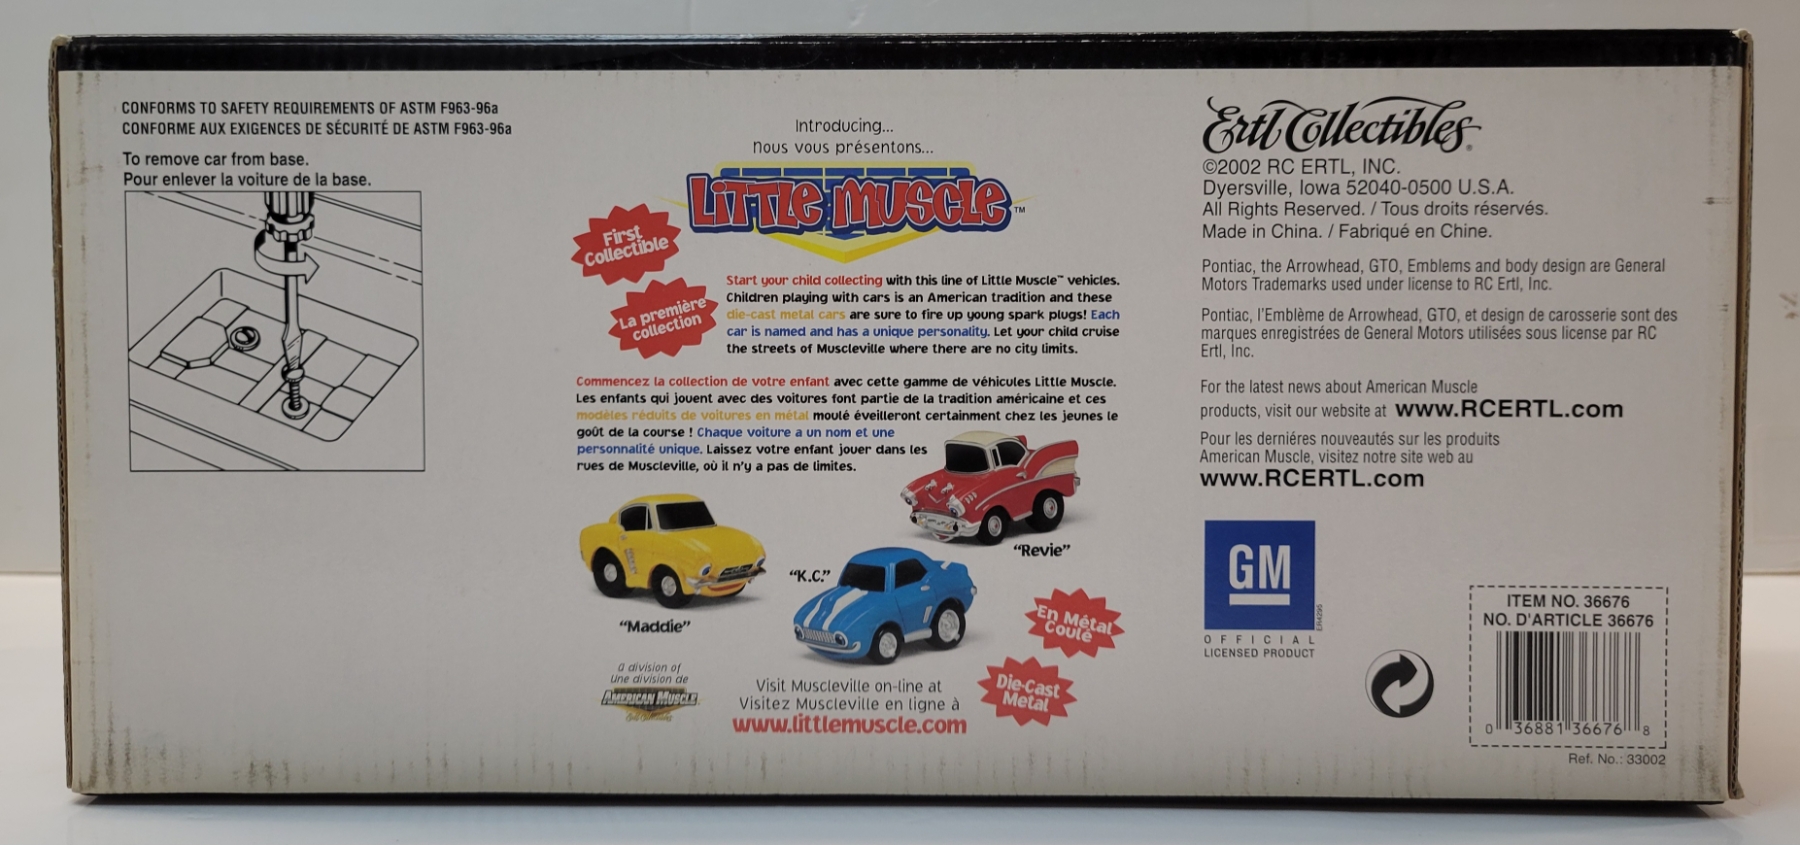 CONFORMS TO SAFETY REQUIREMENTS OF ASTM F963-96a
CONFORME AUX EXIGENCES DE SÉCURITÉ DE ASTM F963-96a
To remove car from base.
Pour enlever la voiture de la base.
Introducing...
Nous vous présentons...
LITTLE MUSCLE™
First
Collectible
La première
collection
Start your child collecting with this line of Little Muscle™ vehicles.
Children playing with cars is an American tradition and these
die-cast metal cars are sure to fire up young spark plugs! Each
car is named and has a unique personality. Let your child cruise
the streets of Muscleville where there are no city limits.
Commencez la collection de votre enfant avec cette gamme de véhicules Little Muscle.
Les enfants qui jouent avec des voitures font partie de la tradition américaine et ces
modèles réduits de voitures en métal moulé éveilleront certainment chez les jeunes le
goût de la course ! Chaque voiture a un nom et une
personnalité unique. Laissez votre enfant jouer dans les
rues de Muscleville, où il n'y a pas de limites.
"Revie"
"K.C."
"Maddie"
En Métal
Coulé
Die-Cast
Metal
a division of
une division de
AMERICAN MUSCLE
Visit Muscleville on-line at
Visitez Muscleville en ligne à
www.littlemuscle.com
Ertl Collectibles®
©2002 RC ERTL, INC.
Dyersville, Iowa 52040-0500 U.S.A.
All Rights Reserved. / Tous droits réservés.
Made in China. / Fabriqué en Chine.
Pontiac, the Arrowhead, GTO, Emblems and body design are General
Motors Trademarks used under license to RC Ertl, Inc.
Pontiac, l'Emblème de Arrowhead, GTO, et design de carosserie sont des
marques enregistrées de General Motors utilisées sous license par RC
Ertl, Inc.
For the latest news about American Muscle
products, visit our website at www.RCERTL.com
Pour les derniéres nouveautés sur les produits
American Muscle, visitez notre site web au
www.RCERTL.com
GM
OFFICIAL
LICENSED PRODUCT
ITEM NO. 36676
NO. D'ARTICLE 36676
0 36881 36676 8
Ref. No.: 33002